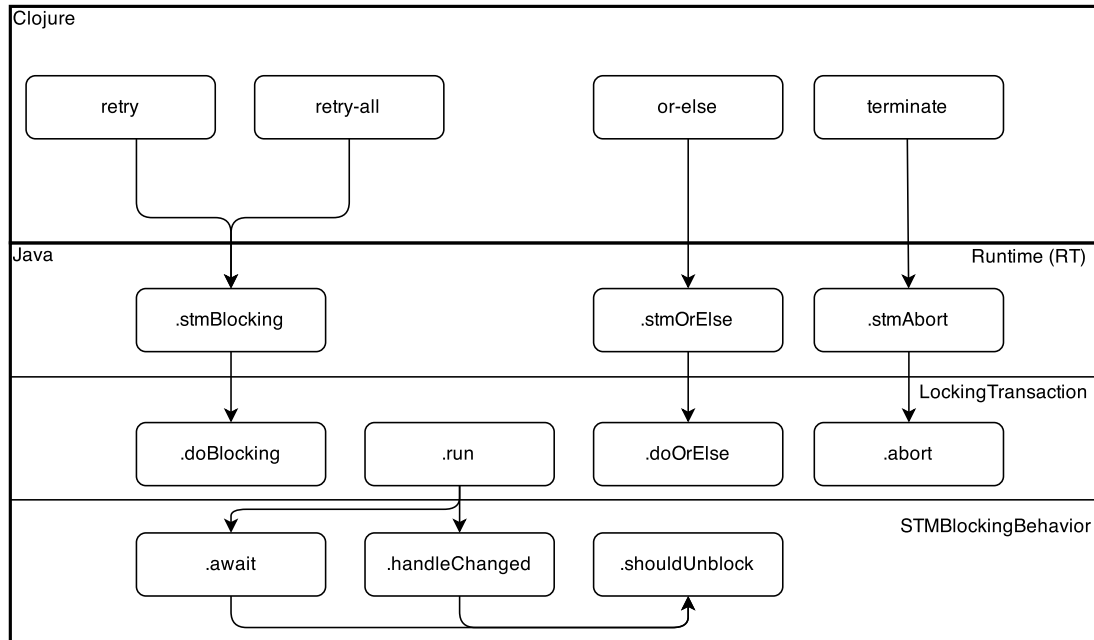 Clojure
retry
retry-all
or-else
terminate
Java
Runtime (RT)
.stmBlocking
.stmOrElse
.stmAbort
LockingTransaction
.doBlocking
.run
.doOrElse
.abort
STMBlockingBehavior
.await
.handleChanged
.shouldUnblock